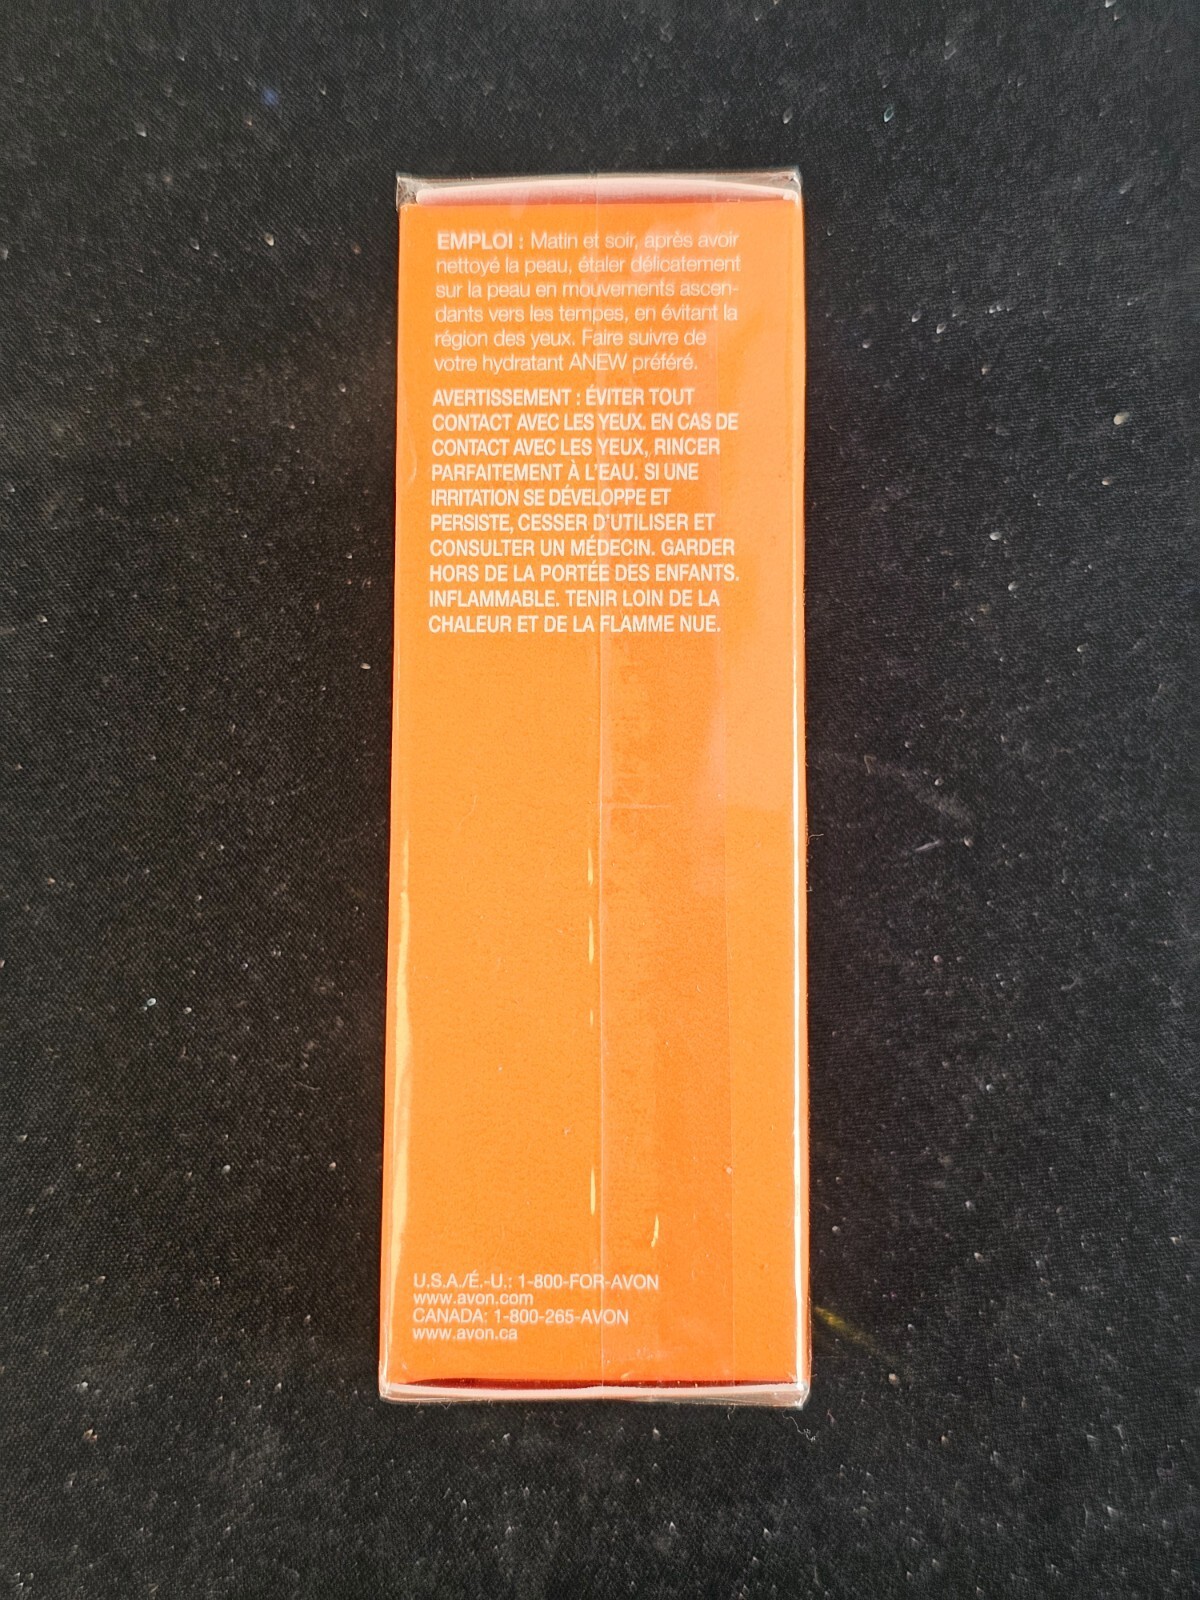 EMPLOI : Matin et soir, après avoir
nettoyé la peau, étaler délicatement
sur la peau en mouvements ascen-
dants vers les tempes, en évitant la
région des yeux. Faire suivre de
votre hydratant ANEW préféré.
AVERTISSEMENT : ÉVITER TOUT
CONTACT AVEC LES YEUX. EN CAS DE
CONTACT AVEC LES YEUX, RINCER
PARFAITEMENT À L'EAU. SI UNE
IRRITATION SE DÉVELOPPE ET
PERSISTE, CESSER D'UTILISER ET
CONSULTER UN MÉDECIN. GARDER
HORS DE LA PORTÉE DES ENFANTS.
INFLAMMABLE. TENIR LOIN DE LA
CHALEUR ET DE LA FLAMME NUE.
U.S.A./É.-U.: 1-800-FOR-AVON
www.avon.com
CANADA: 1-800-265-AVON
www.avon.ca